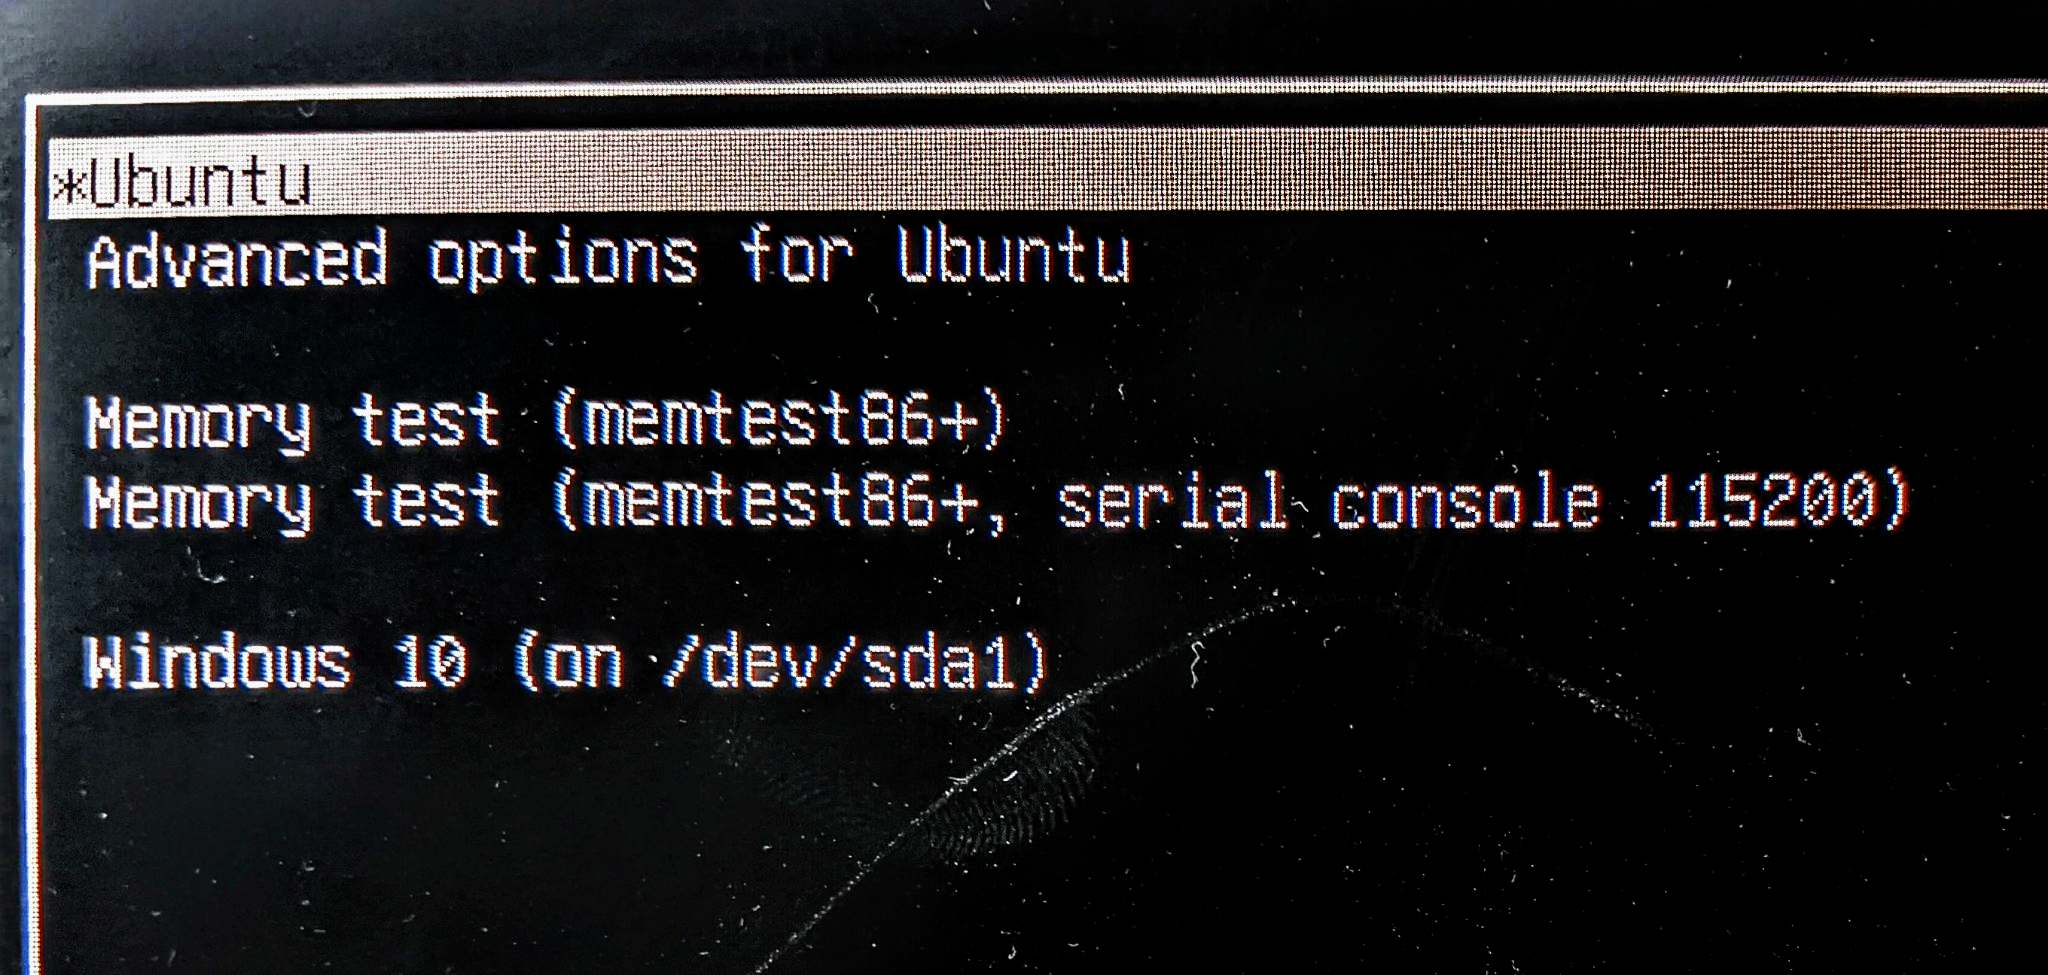 *Ubuntu
Advanced options for Ubuntu
Memory test (memtest86+)
Memory test (memtest86+, serial console 115200)
Windows 10 (on /dev/sda1)